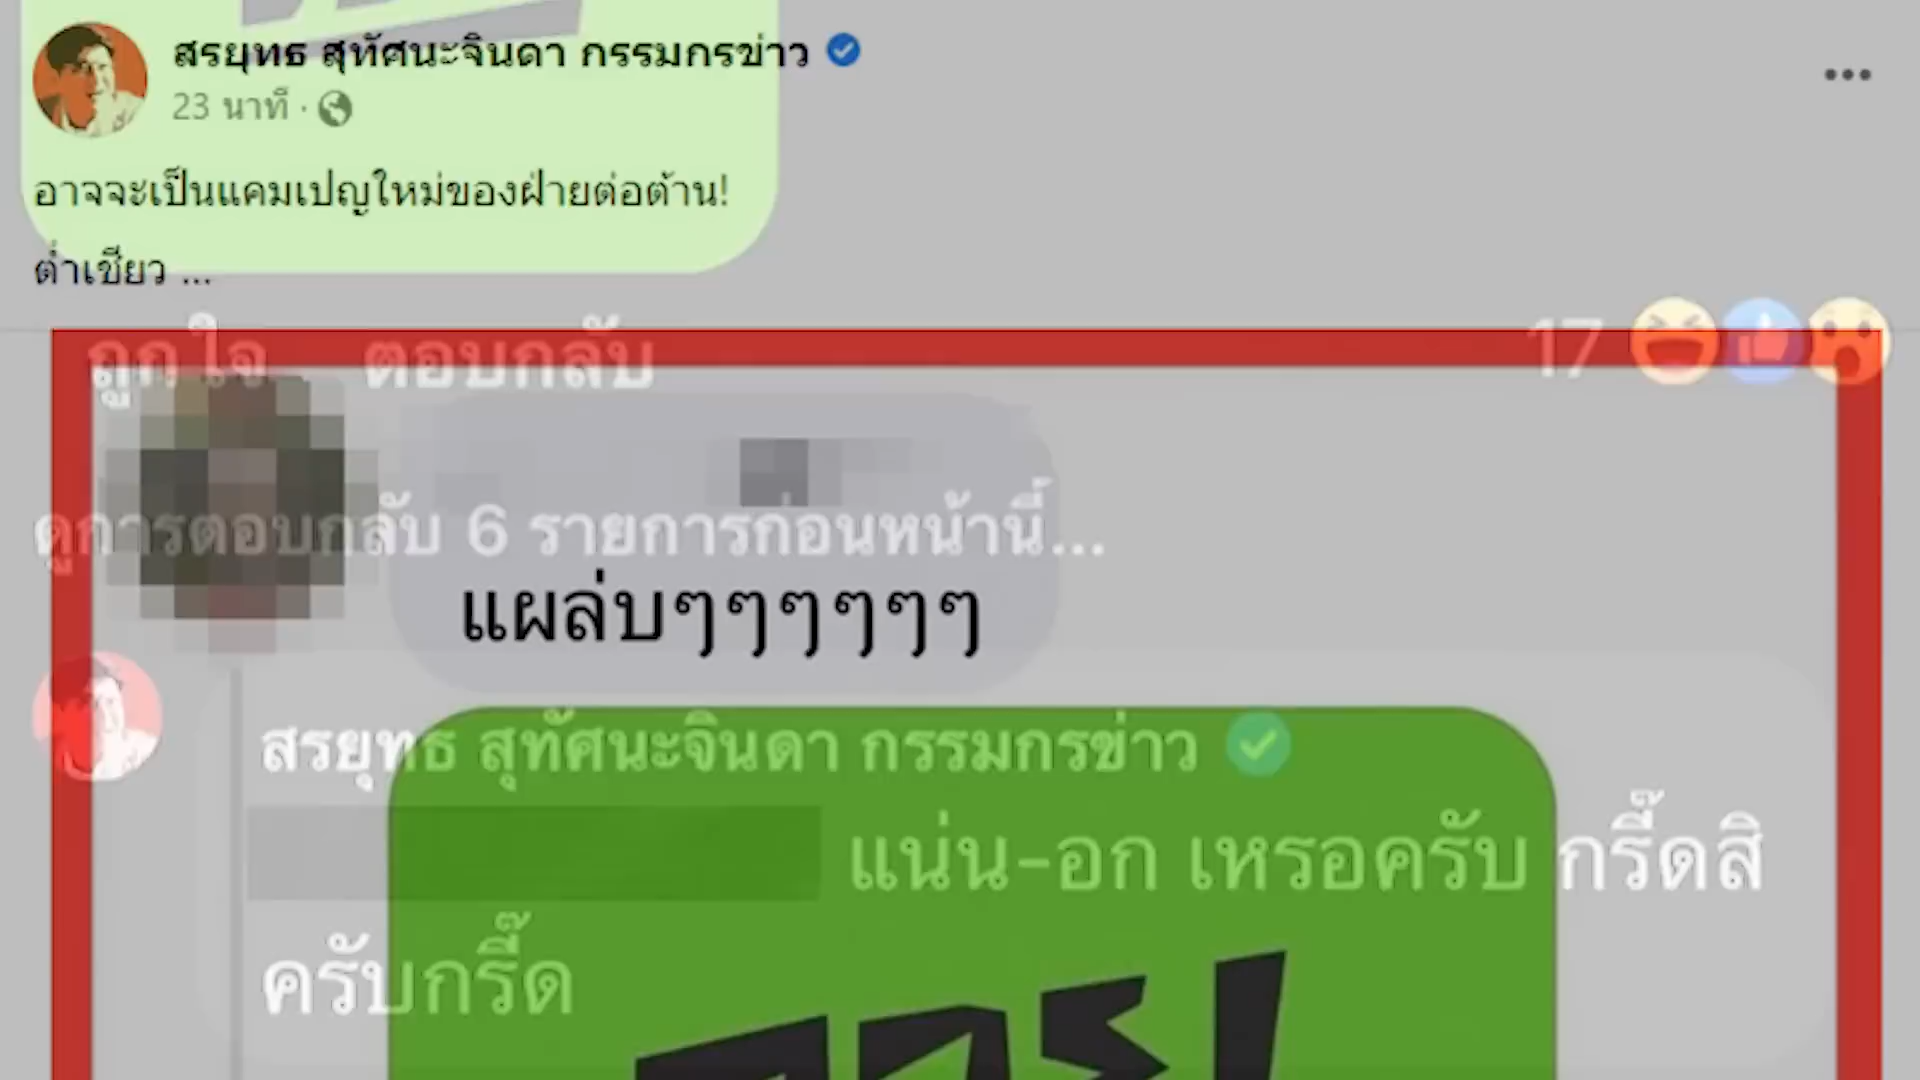 สรยุทธ สุทัศนะจินดา กรรมกรข่าว
23 นาที ·
อาจจะเป็นแคมเปญใหม่ของฝ่ายต่อต้าน!
ต่ำเขียว ...
ถูกใจ ตอบกลับ 17
ดูการตอบกลับ 6 รายการก่อนหน้านี้...
แผล่บๆๆๆๆๆๆ
สรยุทธ สุทัศนะจินดา กรรมกรข่าว
แน่น-อก เหรอครับ กรี๊ดสิ
ครับกรี๊ด